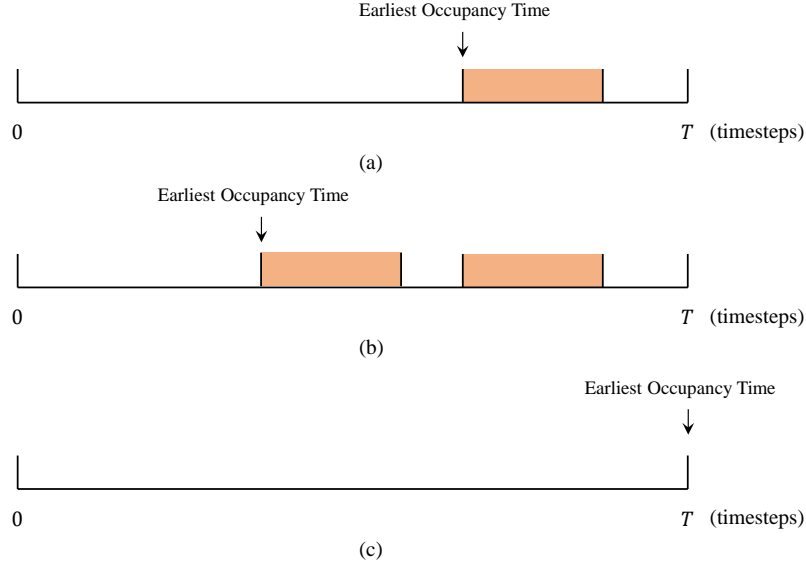 Earliest Occupancy Time
0 T (timesteps)
(a)
Earliest Occupancy Time
0 T (timesteps)
(b)
Earliest Occupancy Time
0 T (timesteps)
(c)